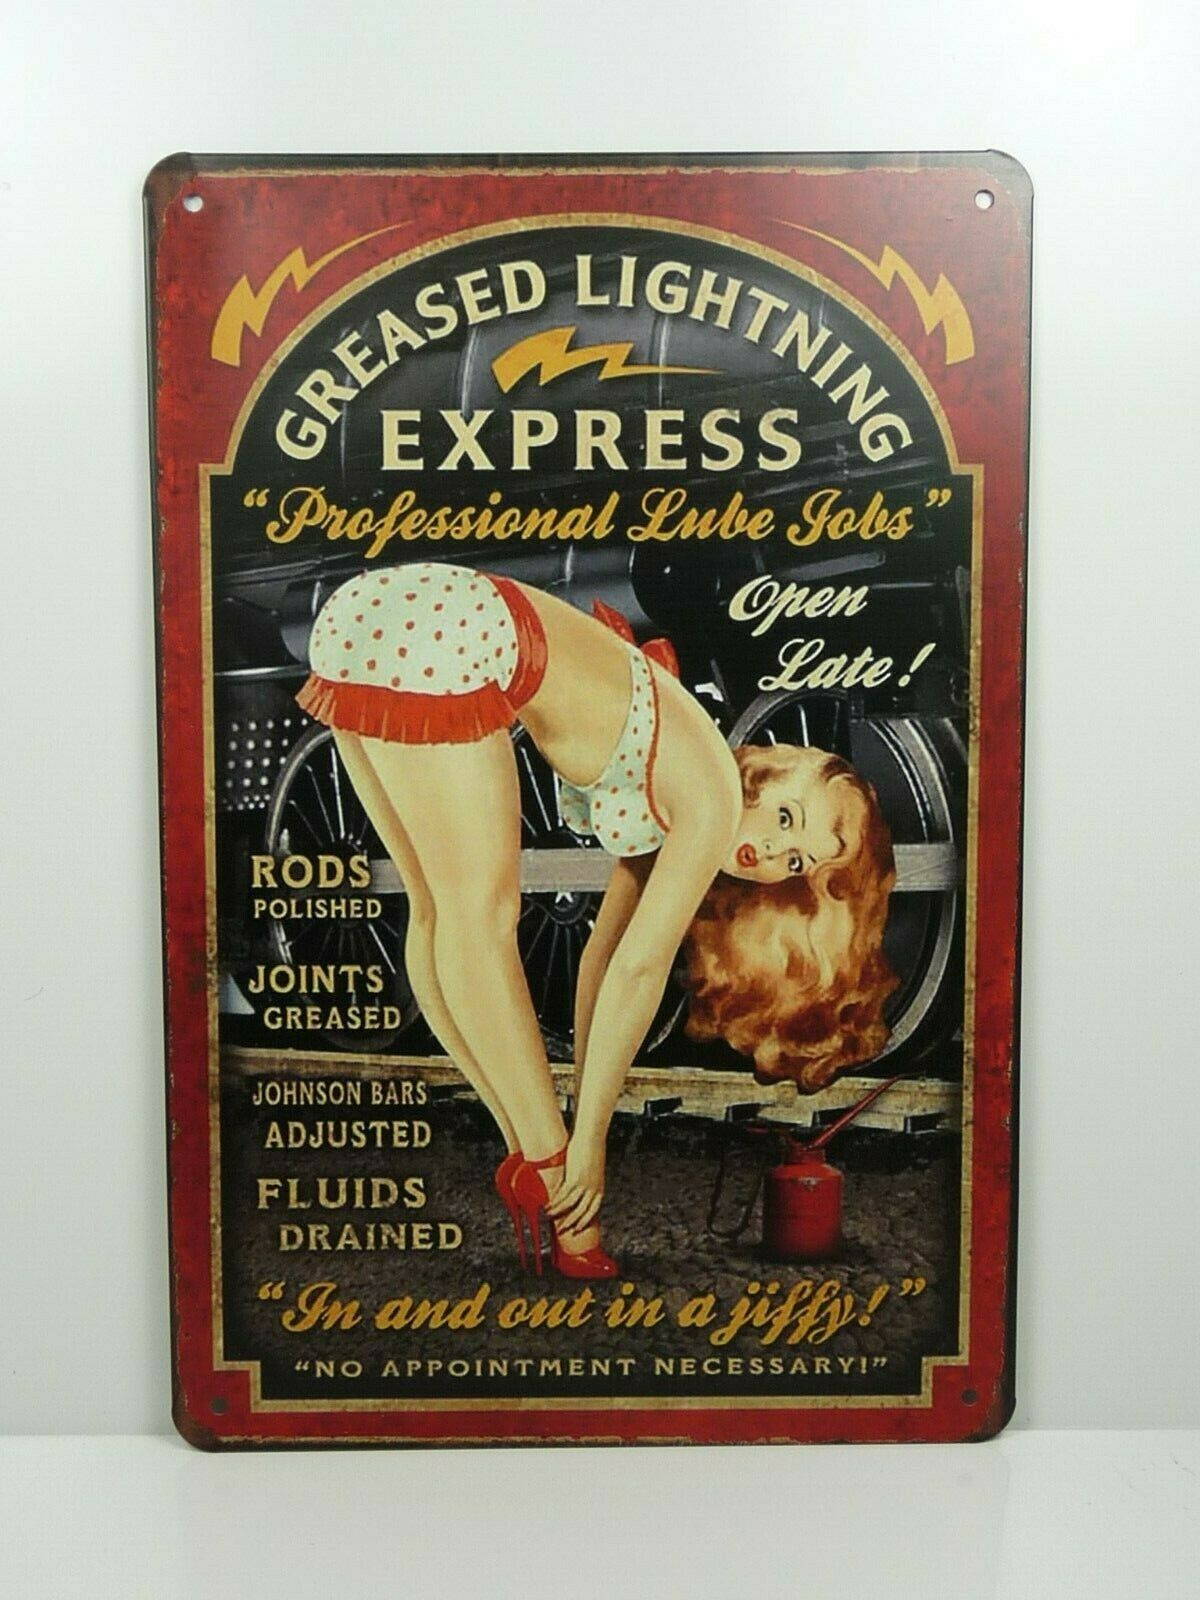 GREASED LIGHTNING
EXPRESS
"Professional Lube Jobs"
Open
Late!
RODS
POLISHED
JOINTS
GREASED
JOHNSON BARS
ADJUSTED
FLUIDS
DRAINED
"In and out in a jiffy!"
"NO APPOINTMENT NECESSARY!"